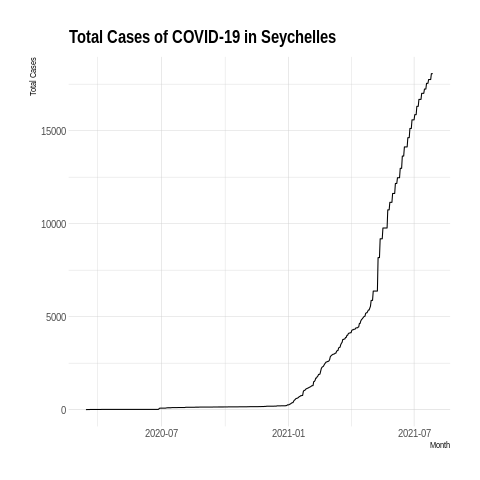 Total Cases of COVID-19 in Seychelles
Total Cases
15000
10000
5000
0
2020-07 2021-01 2021-07
Month